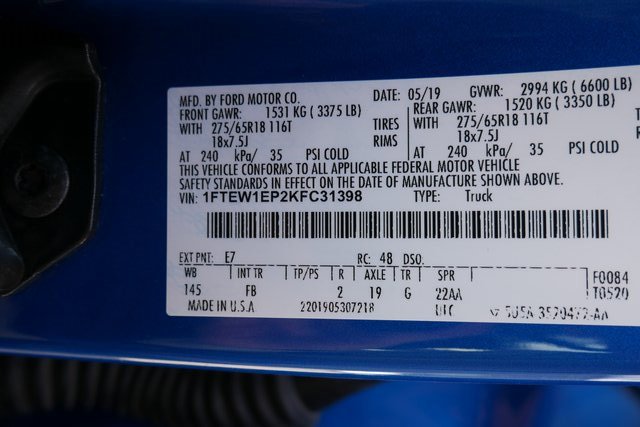 MFD. BY FORD MOTOR CO. DATE: 05/19 GVWR: 2994 KG ( 6600 LB)
FRONT GAWR: 1531 KG ( 3375 LB) REAR GAWR: 1520 KG ( 3350 LB)
WITH 275/65R18 116T TIRES WITH 275/65R18 116T
18x7.5J RIMS 18x7.5J
AT 240 kPa/ 35 PSI COLD AT 240 kPa/ 35 PSI COLD
THIS VEHICLE CONFORMS TO ALL APPLICABLE FEDERAL MOTOR VEHICLE
SAFETY STANDARDS IN EFFECT ON THE DATE OF MANUFACTURE SHOWN ABOVE.
VIN: 1FTEW1EP2KFC31398 TYPE: Truck
EXT PNT: E7 RC: 48 DSO:
WB INT TR TP/PS R AXLE TR SPR F0084
145 FB 2 19 G 22AA T0520
MADE IN U.S.A. 2201905307218 UTC